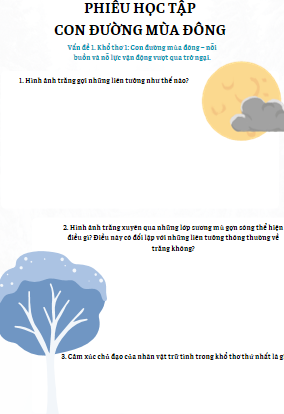 PHIẾU HỌC TẬP
CON ĐƯỜNG MÙA ĐÔNG
Vấn đề 1. Khổ thơ 1: Con đường mùa đông – nỗi
buồn và nỗ lực vận động vượt qua trở ngại.
1. Hình ảnh trăng gợi những liên tưởng như thế nào?
2. Hình ảnh trăng xuyên qua những lớp sương mù gợn sóng thể hiện
điều gì? Điều này có đối lập với những liên tưởng thông thường về
trăng không?
3. Cảm xúc chủ đạo của nhân vật trữ tình trong khổ thơ thứ nhất là g